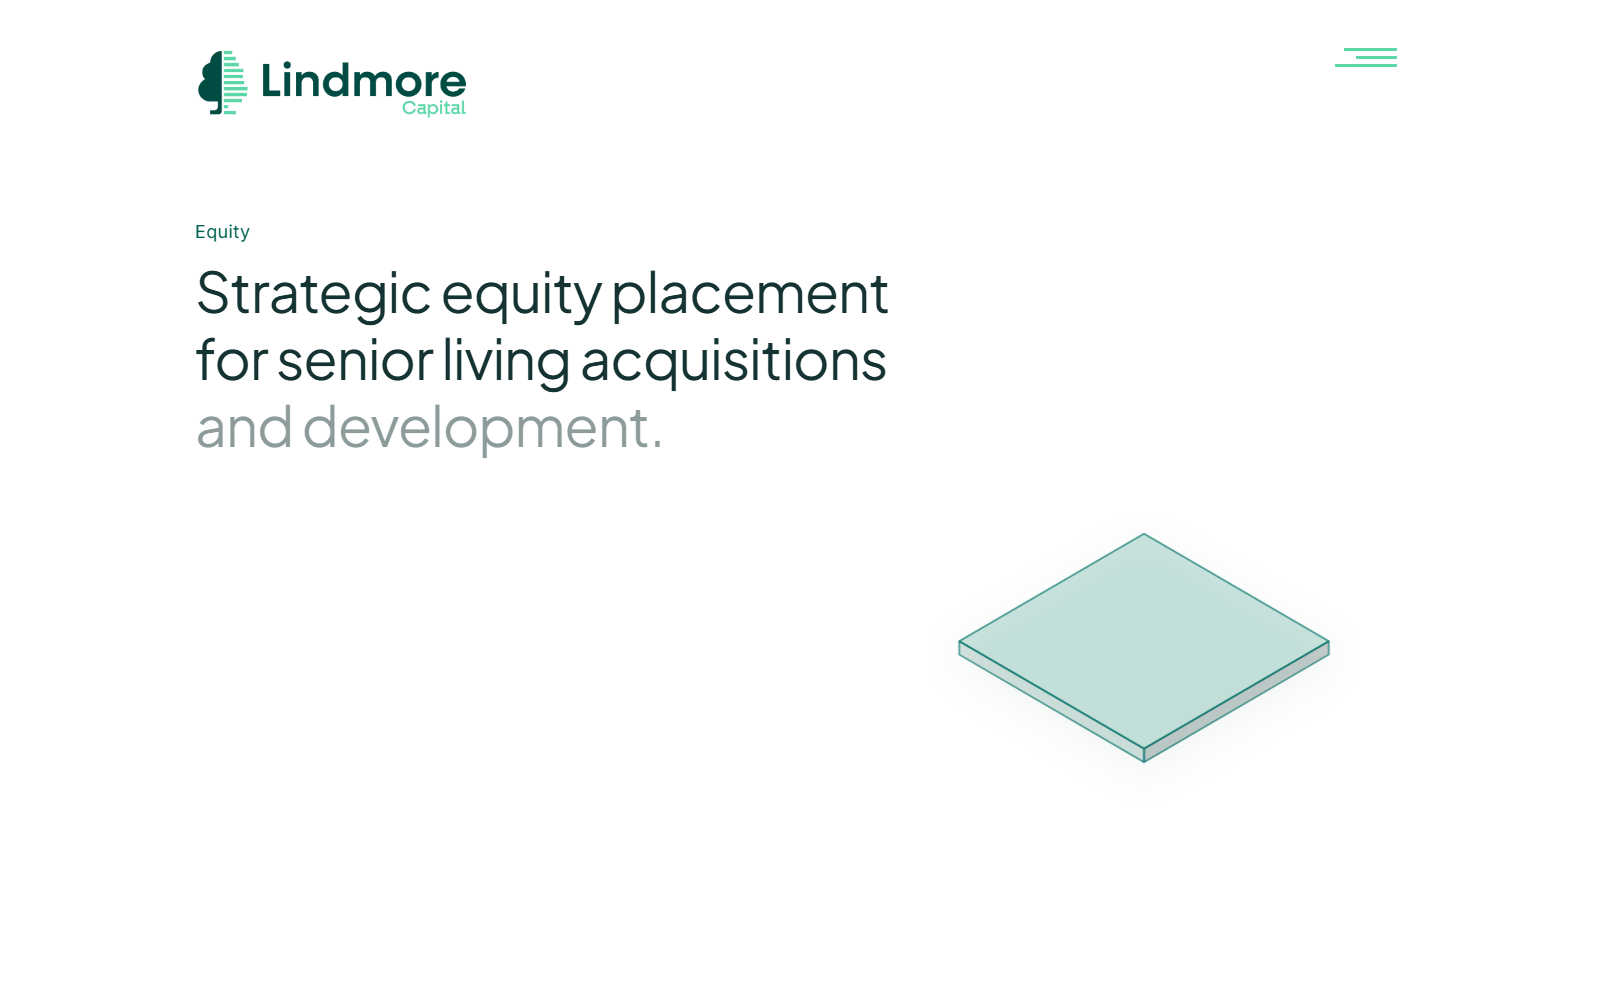 Lindmore
Capital
Equity
Strategic equity placement
for senior living acquisitions
and development.